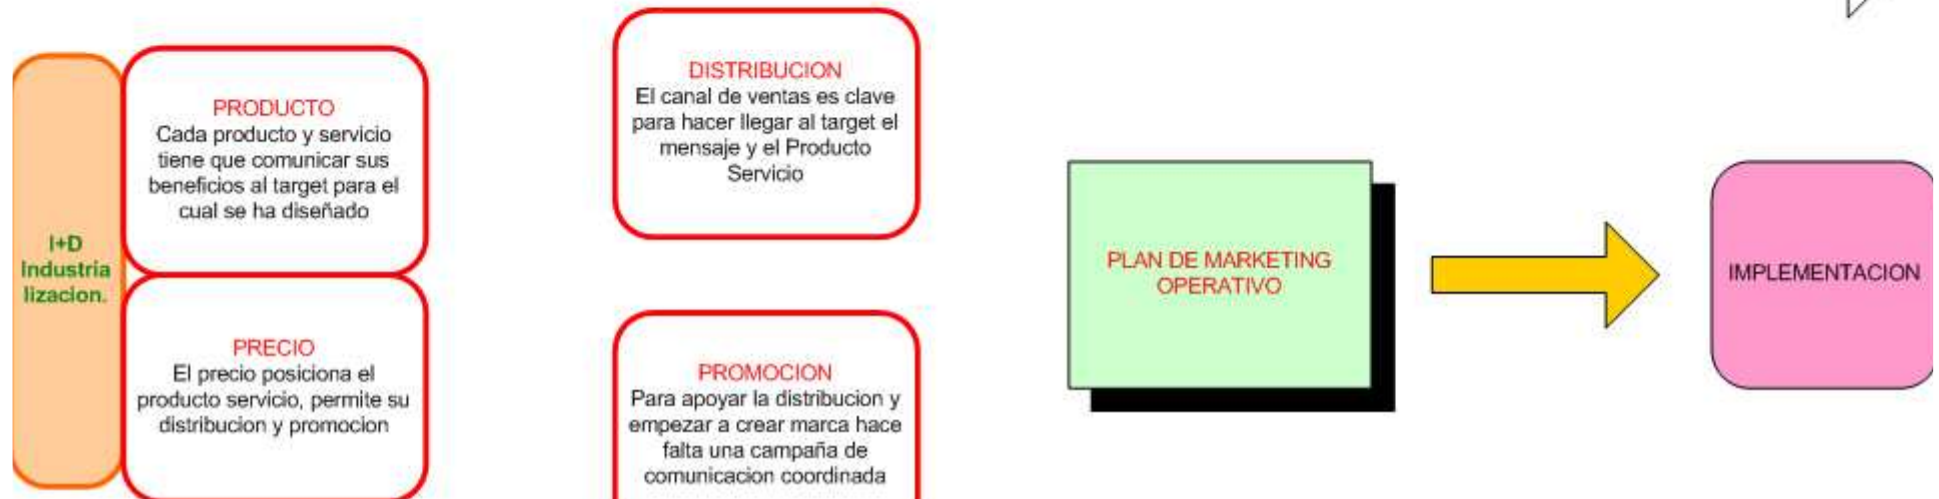 I+D
Industria
lizacion.
PRODUCTO
Cada producto y servicio
tiene que comunicar sus
beneficios al target para el
cual se ha diseñado
PRECIO
El precio posiciona el
producto servicio, permite su
distribucion y promocion
DISTRIBUCION
El canal de ventas es clave
para hacer llegar al target el
mensaje y el Producto
Servicio
PROMOCION
Para apoyar la distribucion y
empezar a crear marca hace
falta una campaña de
comunicacion coordinada
PLAN DE MARKETING
OPERATIVO
IMPLEMENTACION